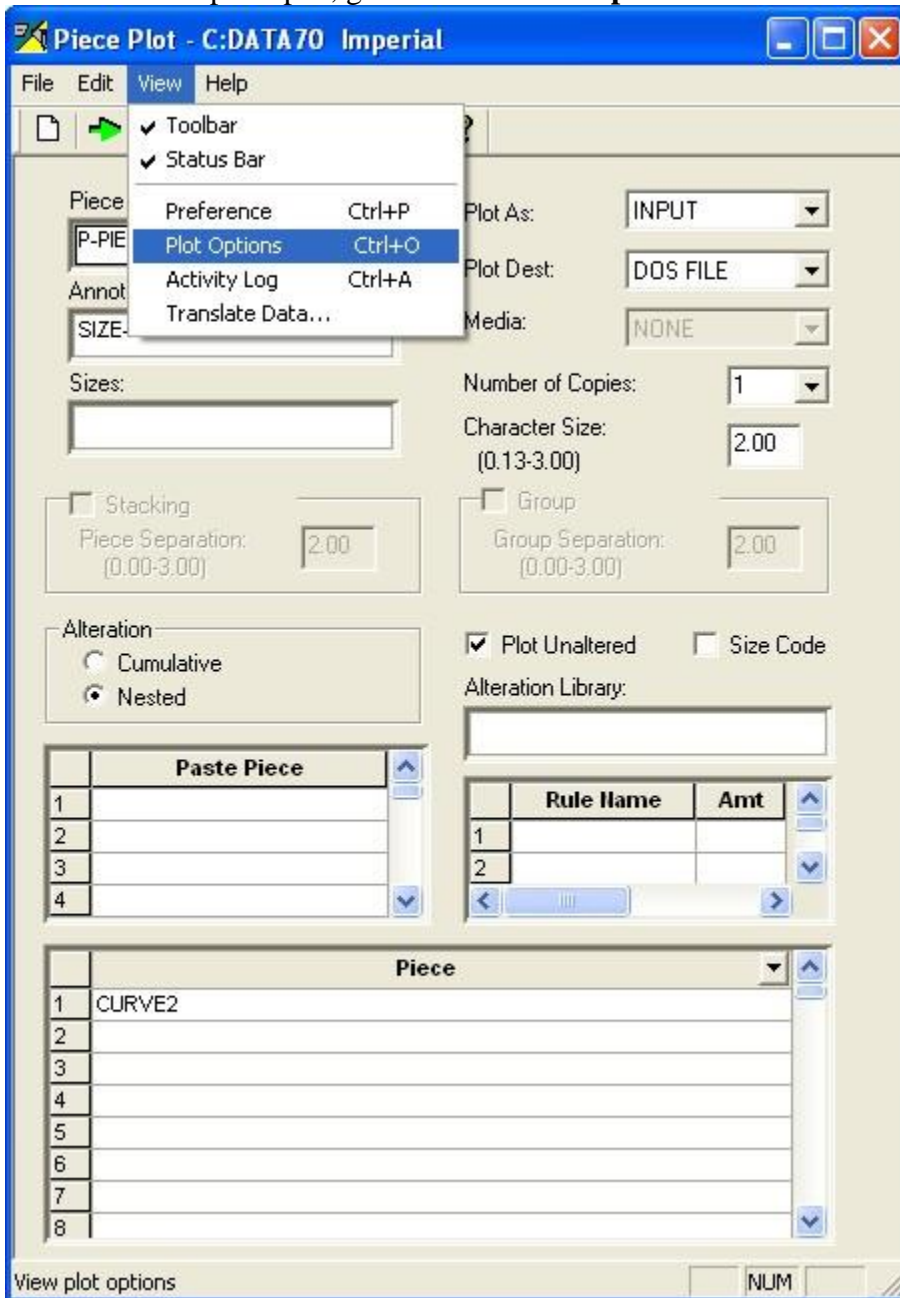 Piece Plot - C:DATA70 Imperial
File Edit View Help
Toolbar
Status Bar
Preference Ctrl+P
Plot Options Ctrl+O
Activity Log Ctrl+A
Translate Data...
Piece
P-PIE
Annot
SIZE-
Sizes:
Plot As: INPUT
Plot Dest: DOS FILE
Media: NONE
Number of Copies: 1
Character Size: 2.00
(0.13-3.00)
Stacking
Piece Separation: 2.00
(0.00-3.00)
Group
Group Separation: 2.00
(0.00-3.00)
Alteration
Cumulative
Nested
Plot Unaltered Size Code
Alteration Library:
Paste Piece
1
2
3
4
Rule Name Amt
1
2
Piece
1 CURVE2
2
3
4
5
6
7
8
View plot options NUM